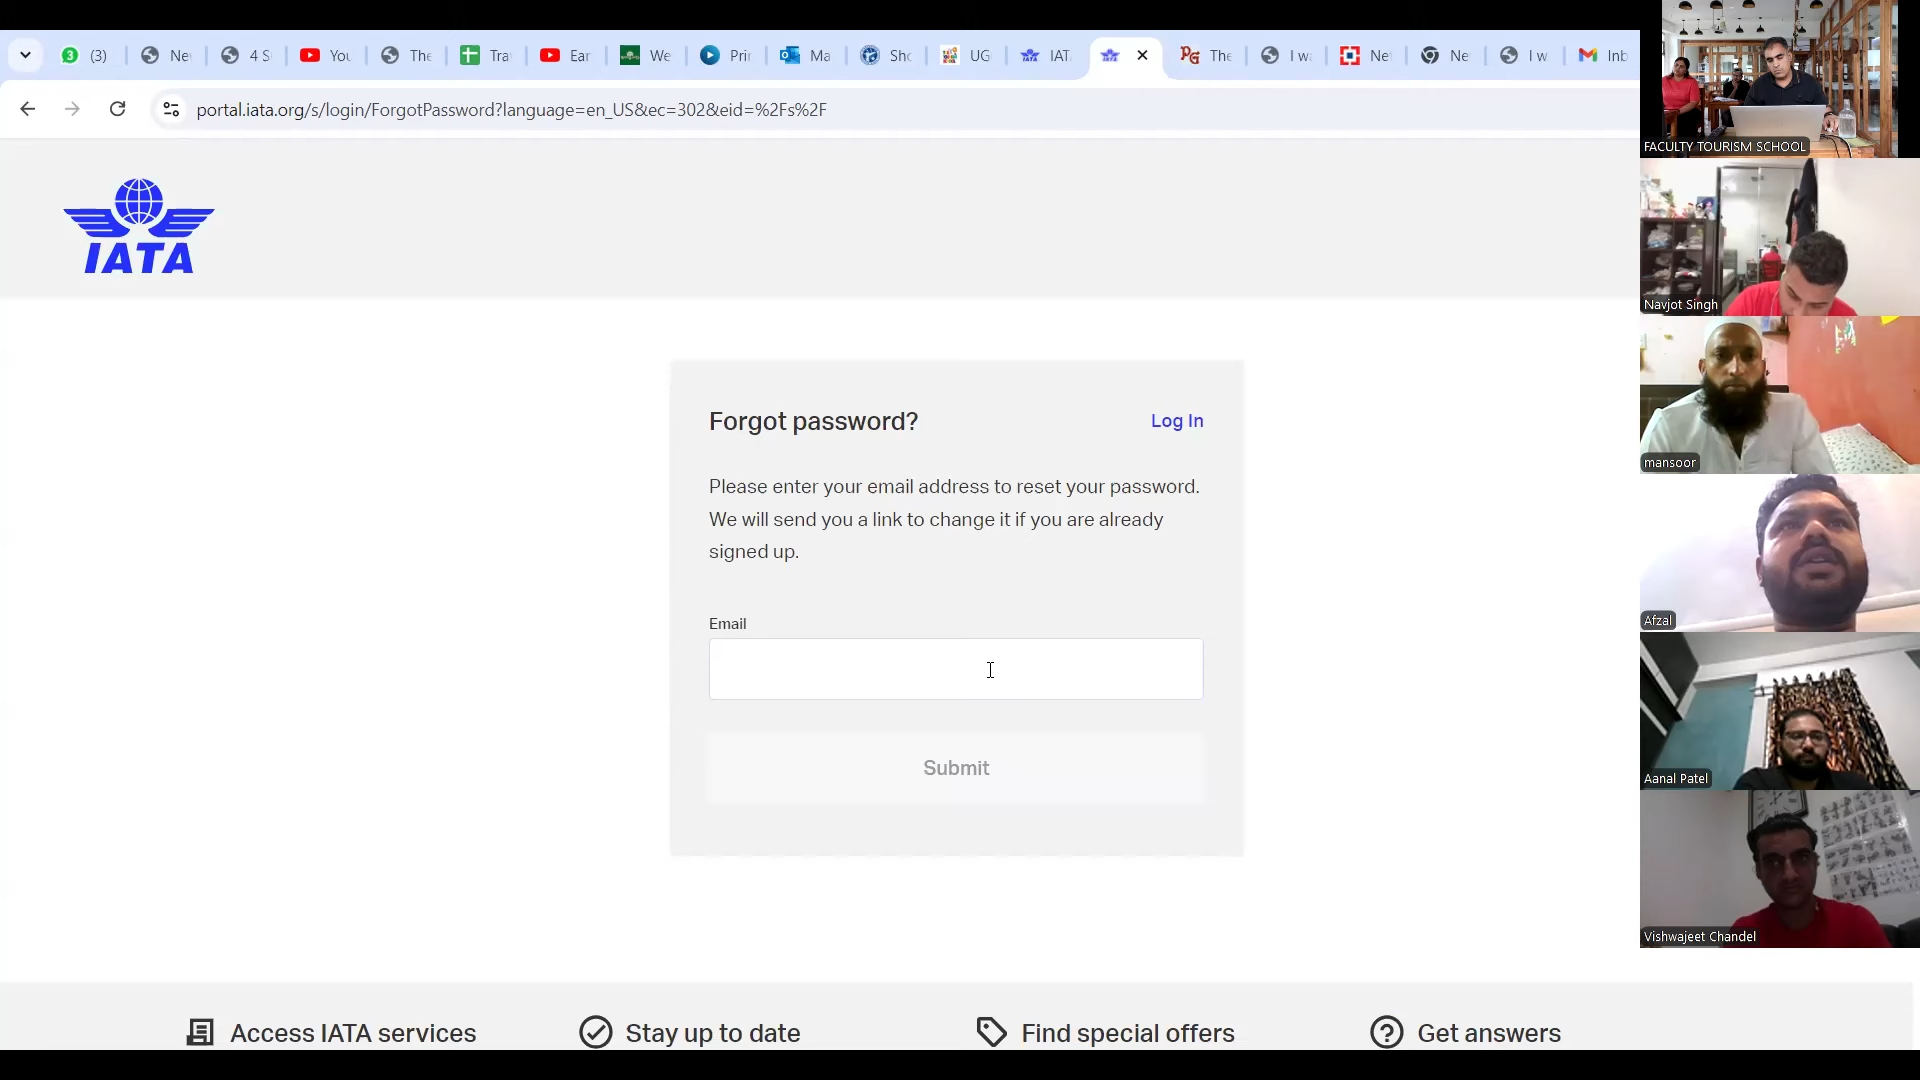 (3)
Ne
4 S
You
The
Tra
Ear
We
Pri
Ma
Sho
UG
IAT
The
I wa
Ne
Ne
I w
Inb
portal.iata.org/s/login/ForgotPassword?language=en_US&ec=302&eid=%2Fs%2F
IATA
Forgot password?
Log In
Please enter your email address to reset your password.
We will send you a link to change it if you are already
signed up.
Email
Submit
Access IATA services
Stay up to date
Find special offers
Get answers
FACULTY TOURISM SCHOOL
Navjot Singh
mansoor
Afzal
Aanal Patel
Vishwajeet Chandel